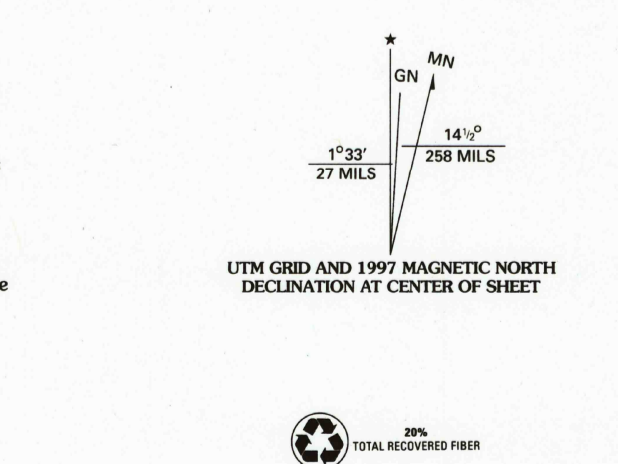 ★
MN
GN
14½°
258 MILS
1°33'
27 MILS
UTM GRID AND 1997 MAGNETIC NORTH
DECLINATION AT CENTER OF SHEET
e
20%
TOTAL RECOVERED FIBER